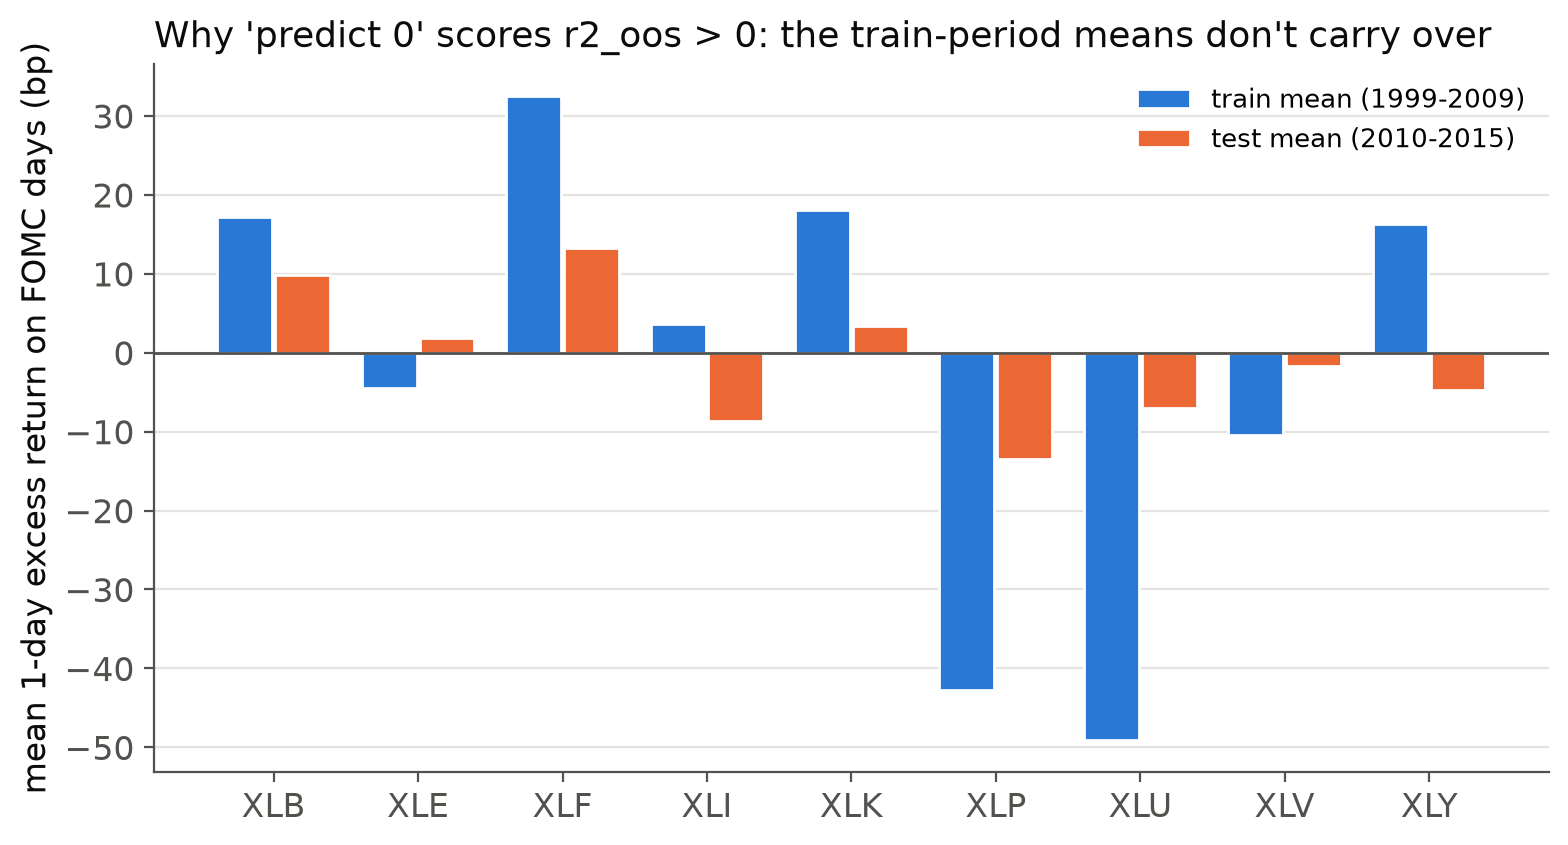 Why 'predict 0' scores r2_oos > 0: the train-period means don't carry over
mean 1-day excess return on FOMC days (bp)
train mean (1999-2009)
test mean (2010-2015)
30
20
10
0
−10
−20
−30
−40
−50
XLB
XLE
XLF
XLI
XLK
XLP
XLU
XLV
XLY